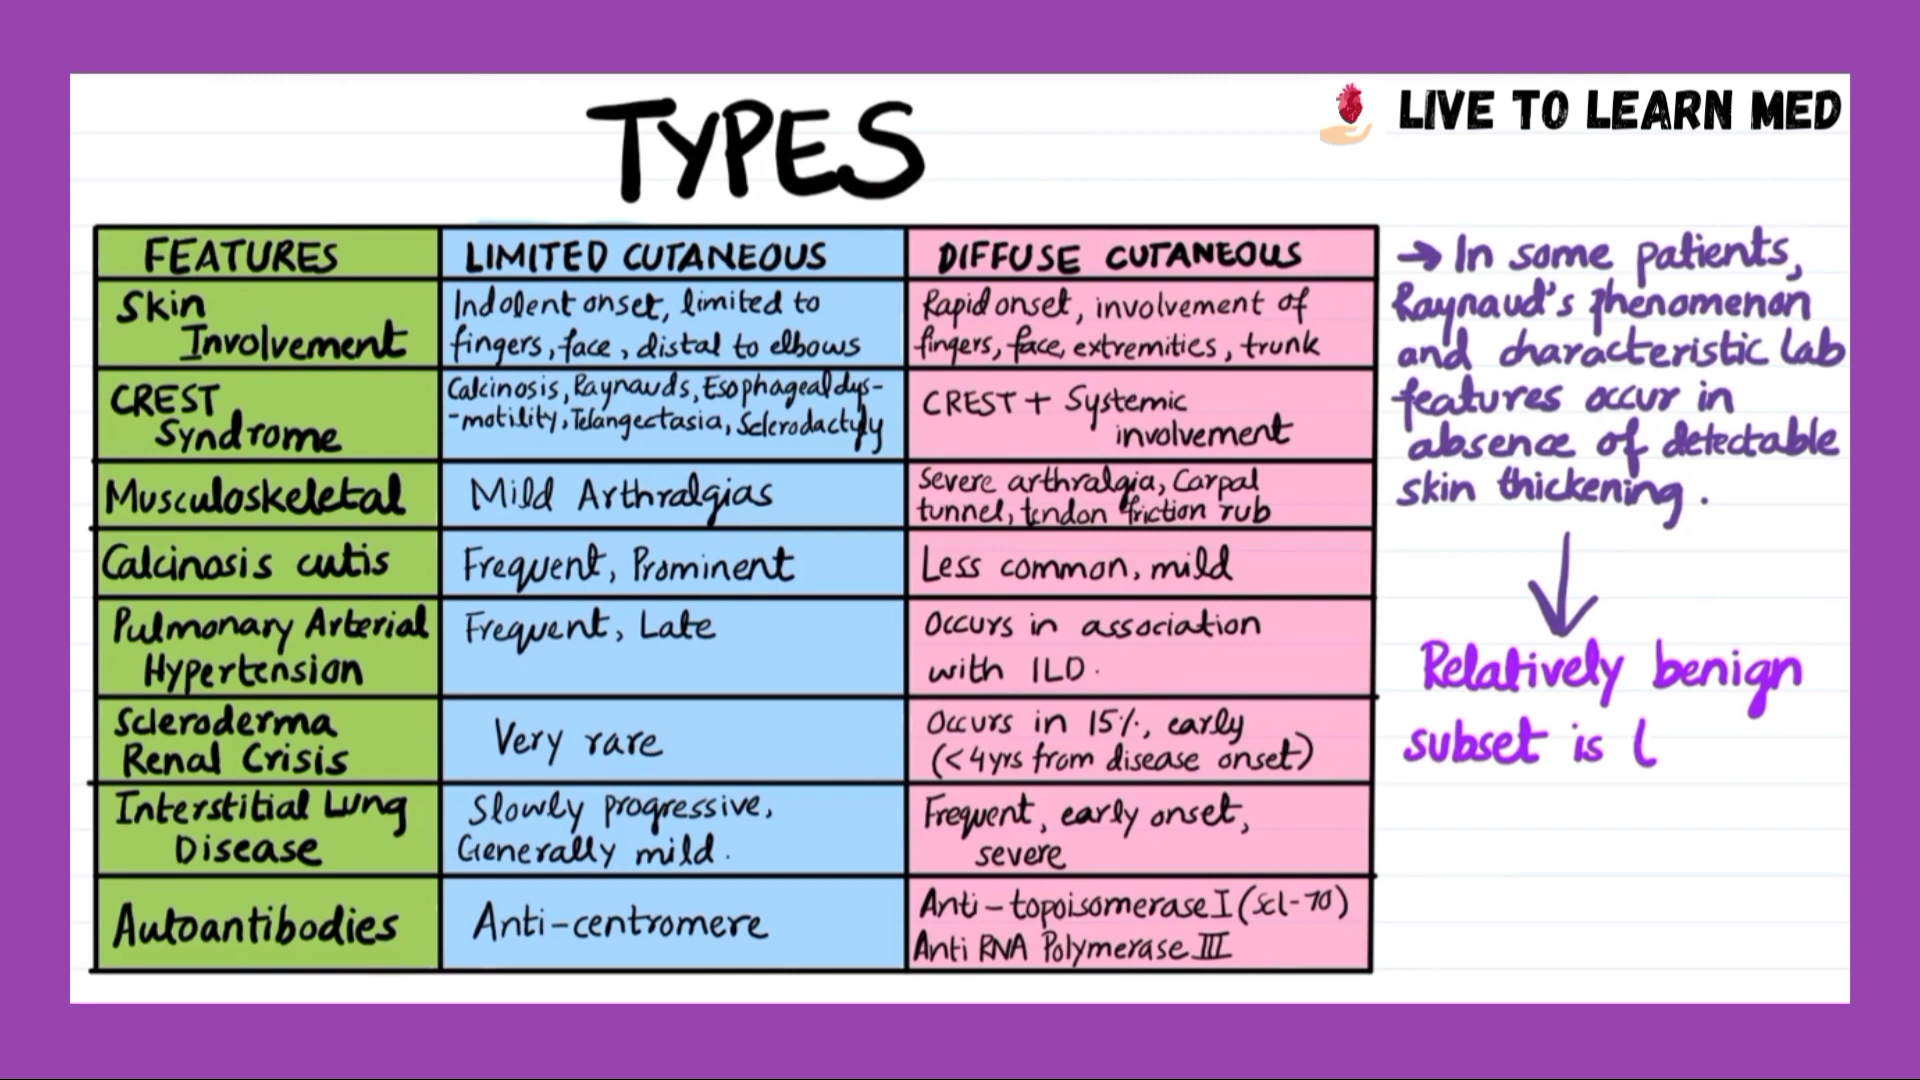 LIVE TO LEARN MED
TYPES
FEATURES
LIMITED CUTANEOUS
DIFFUSE CUTANEOUS
Skin
Involvement
Indolent onset, limited to
fingers, face, distal to elbows
Rapid onset, involvement of
fingers, face, extremities, trunk
CREST
Syndrome
Calcinosis, Raynauds, Esophageal dys-
-motility, Telangectasia, Sclerodactyly
CREST + Systemic
involvement
Musculoskeletal
Mild Arthralgias
Severe arthralgia, Carpal
tunnel, tendon friction rub
Calcinosis cutis
Frequent, Prominent
Less common, mild
Pulmonary Arterial
Hypertension
Frequent, Late
Occurs in association
with ILD.
Scleroderma
Renal Crisis
Very rare
Occurs in 15%, early
(<4yrs from disease onset)
Interstitial Lung
Disease
Slowly progressive,
Generally mild.
Frequent, early onset,
severe
Autoantibodies
Anti-centromere
Anti-topoisomerase I (Scl-70)
Anti RNA Polymerase III
→ In some patients,
Raynaud's phenomenon
and characteristic lab
features occur in
absence of detectable
skin thickening.
Relatively benign
subset is (